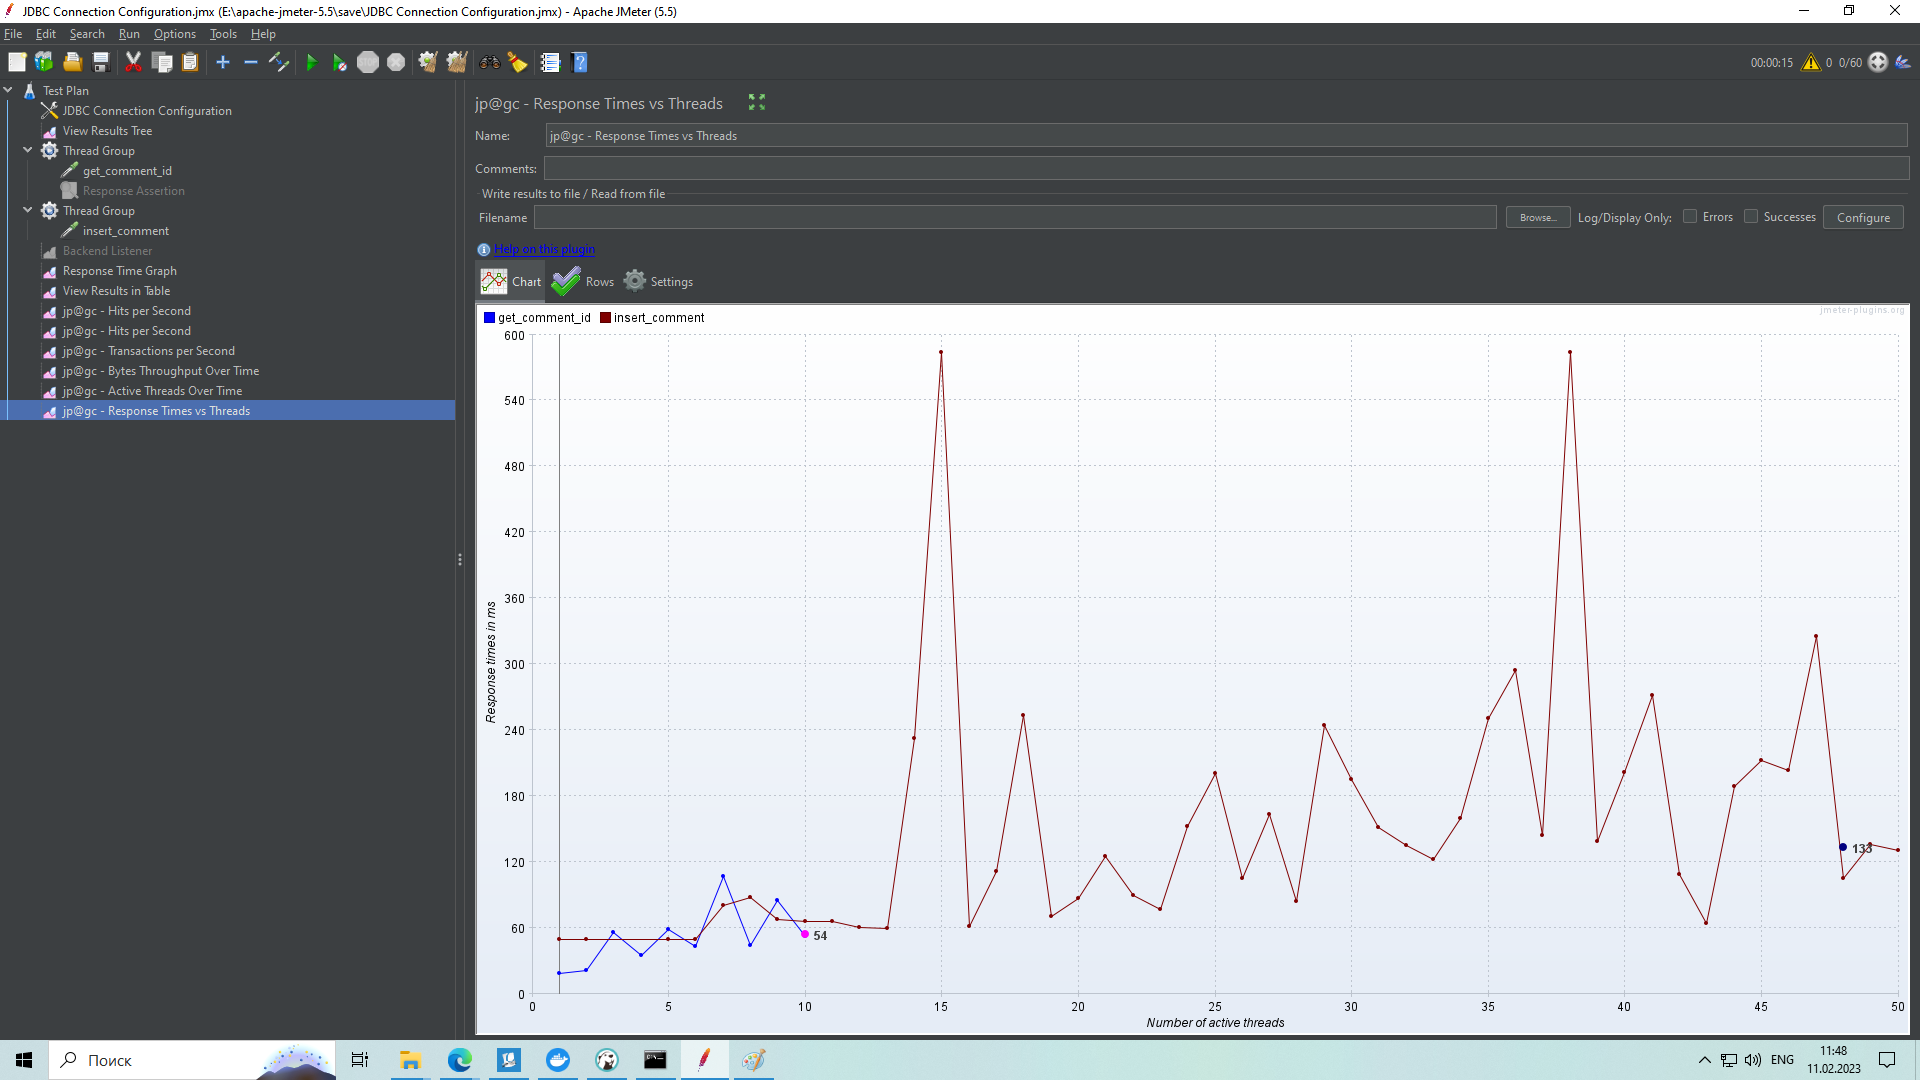 JDBC Connection Configuration.jmx (E:\apache-jmeter-5.5\save\JDBC Connection Configuration.jmx) - Apache JMeter (5.5)
File Edit Search Run Options Tools Help
STOP
00:00:15 0 0/60
Test Plan
JDBC Connection Configuration
View Results Tree
Thread Group
get_comment_id
Response Assertion
Thread Group
insert_comment
Backend Listener
Response Time Graph
View Results in Table
jp@gc - Hits per Second
jp@gc - Hits per Second
jp@gc - Transactions per Second
jp@gc - Bytes Throughput Over Time
jp@gc - Active Threads Over Time
jp@gc - Response Times vs Threads
jp@gc - Response Times vs Threads
Name: jp@gc - Response Times vs Threads
Comments:
Write results to file / Read from file
Filename Browse... Log/Display Only: Errors Successes Configure
Help on this plugin
Chart Rows Settings
jmeter-plugins.org
get_comment_id insert_comment
600
540
480
420
360
300
240
180
120
60
0
Response times in ms
133
54
0 5 10 15 20 25 30 35 40 45 50
Number of active threads
Поиск
ENG
11:48
11.02.2023